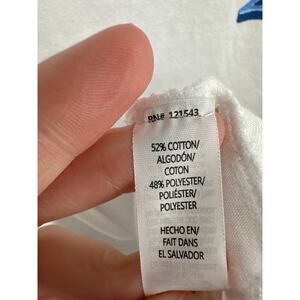 RN# 121543
52% COTTON/
ALGODÓN/
COTON
48% POLYESTER/
POLIÉSTER/
POLYESTER
HECHO EN/
FAIT DANS
EL SALVADOR